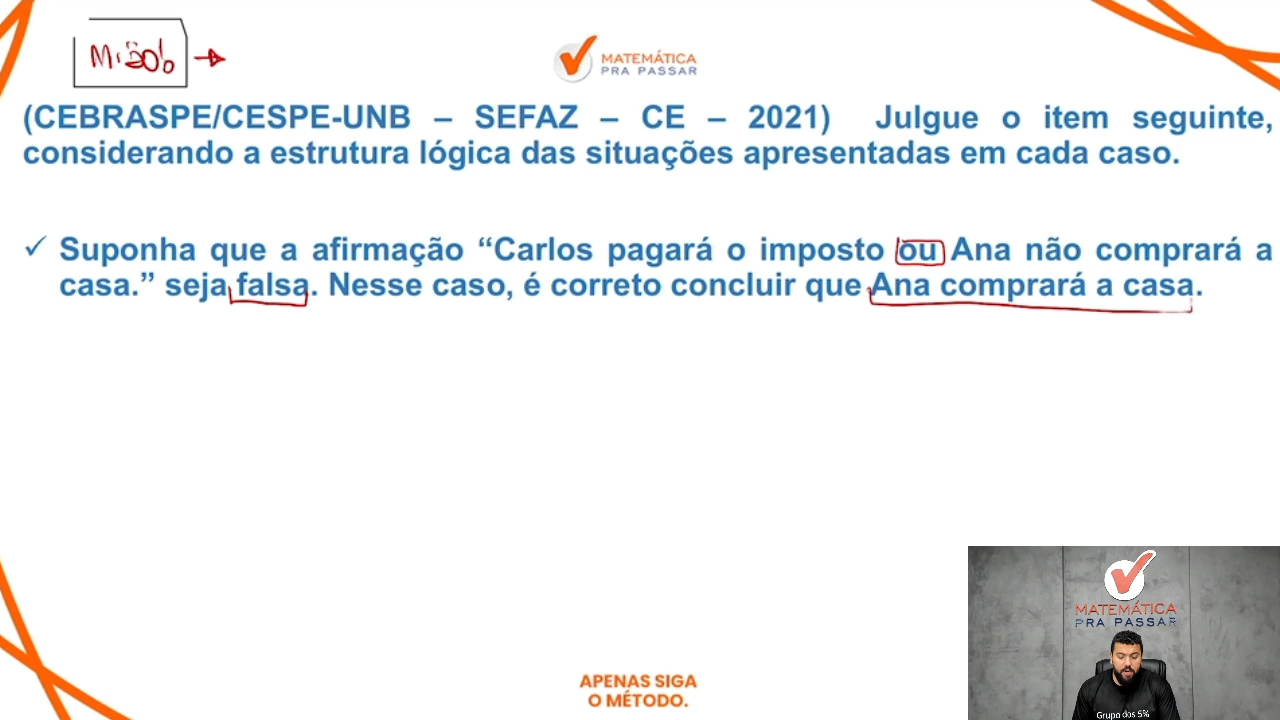 MATEMÁTICA
PRA PASSAR
(CEBRASPE/CESPE-UNB – SEFAZ – CE – 2021) Julgue o item seguinte,
considerando a estrutura lógica das situações apresentadas em cada caso.
✓ Suponha que a afirmação “Carlos pagará o imposto ou Ana não comprará a
casa.” seja falsa. Nesse caso, é correto concluir que Ana comprará a casa.
MATEMÁTICA
PRA PASSAR
Grupo dos 5%
APENAS SIGA
O MÉTODO.